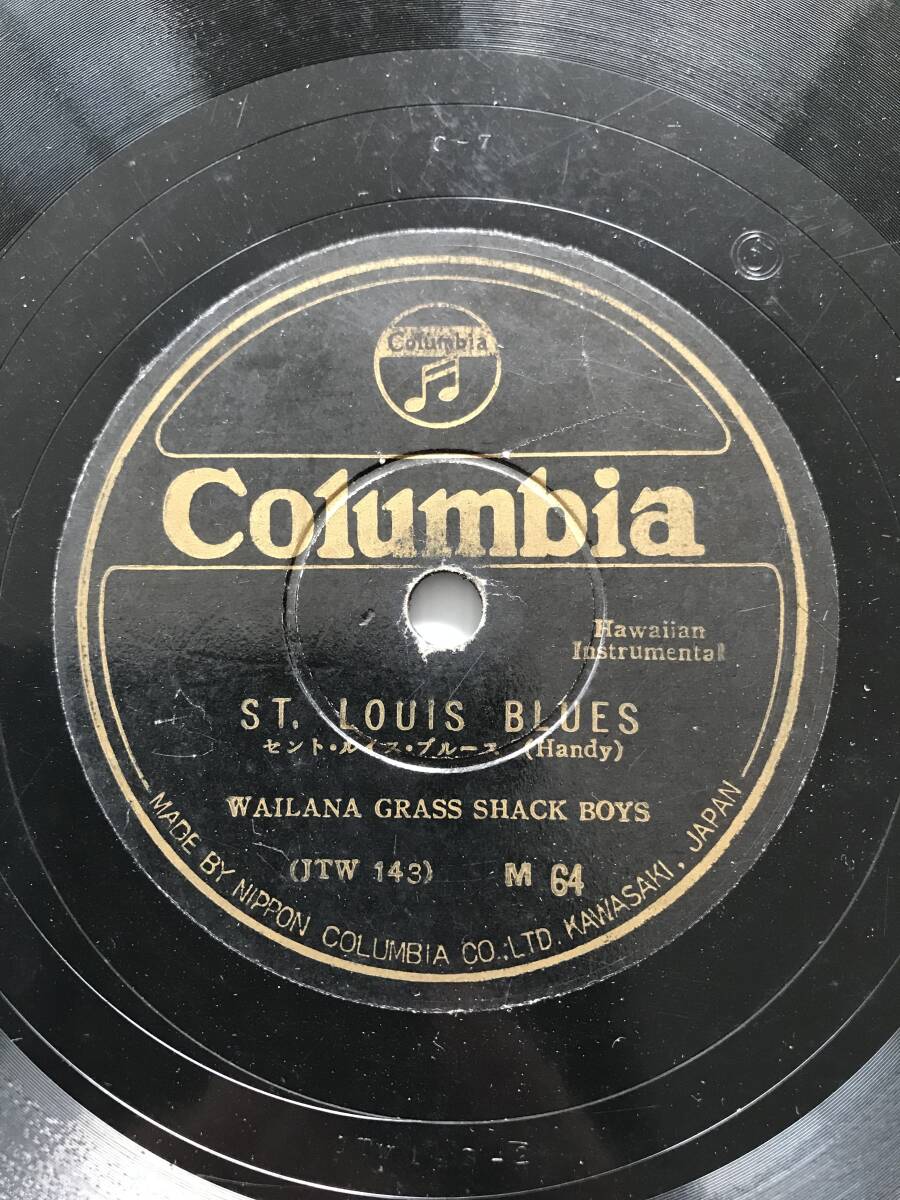 C-7
Columbia
Columbia
Hawaiian
Instrumental
ST. LOUIS BLUES
セント・ルイス・ブルース (Handy)
WAILANA GRASS SHACK BOYS
(JTW 143) M 64
MADE BY NIPPON COLUMBIA CO., LTD. KAWASAKI, JAPAN